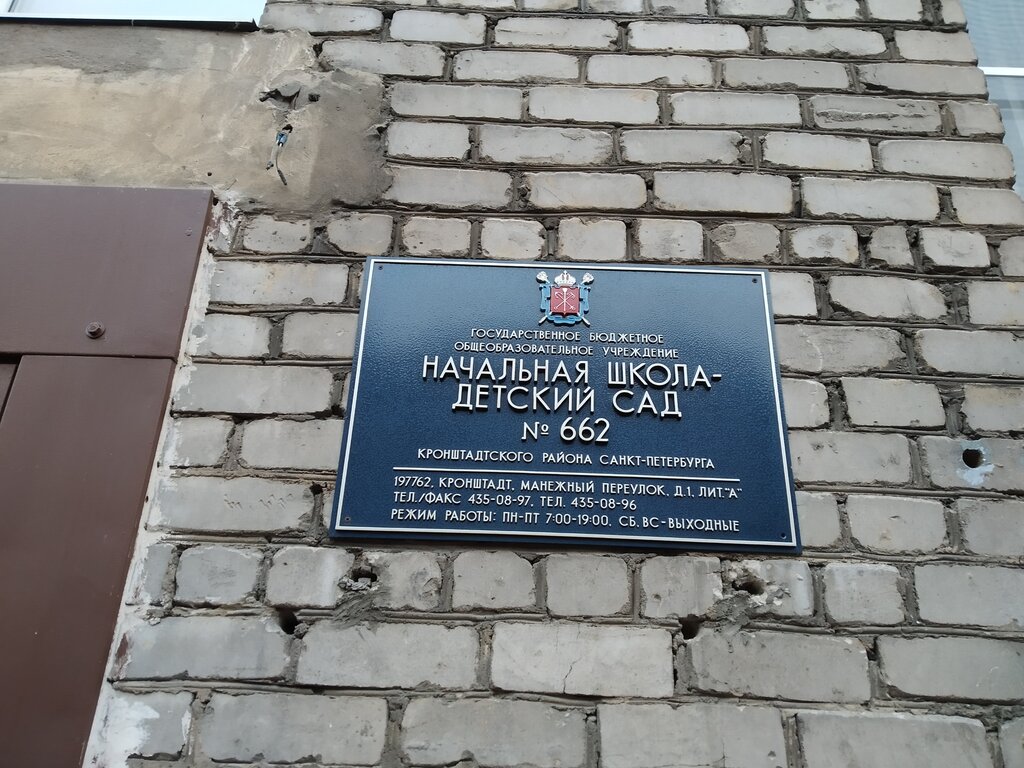 ГОСУДАРСТВЕННОЕ БЮДЖЕТНОЕ
ОБЩЕОБРАЗОВАТЕЛЬНОЕ УЧРЕЖДЕНИЕ
НАЧАЛЬНАЯ ШКОЛА-
ДЕТСКИЙ САД
№ 662
КРОНШТАДТСКОГО РАЙОНА САНКТ-ПЕТЕРБУРГА
197762, КРОНШТАДТ, МАНЕЖНЫЙ ПЕРЕУЛОК, Д.1, ЛИТ."А"
ТЕЛ./ФАКС 435-08-97, ТЕЛ. 435-08-96
РЕЖИМ РАБОТЫ: ПН-ПТ 7:00-19:00, СБ, ВС-ВЫХОДНЫЕ